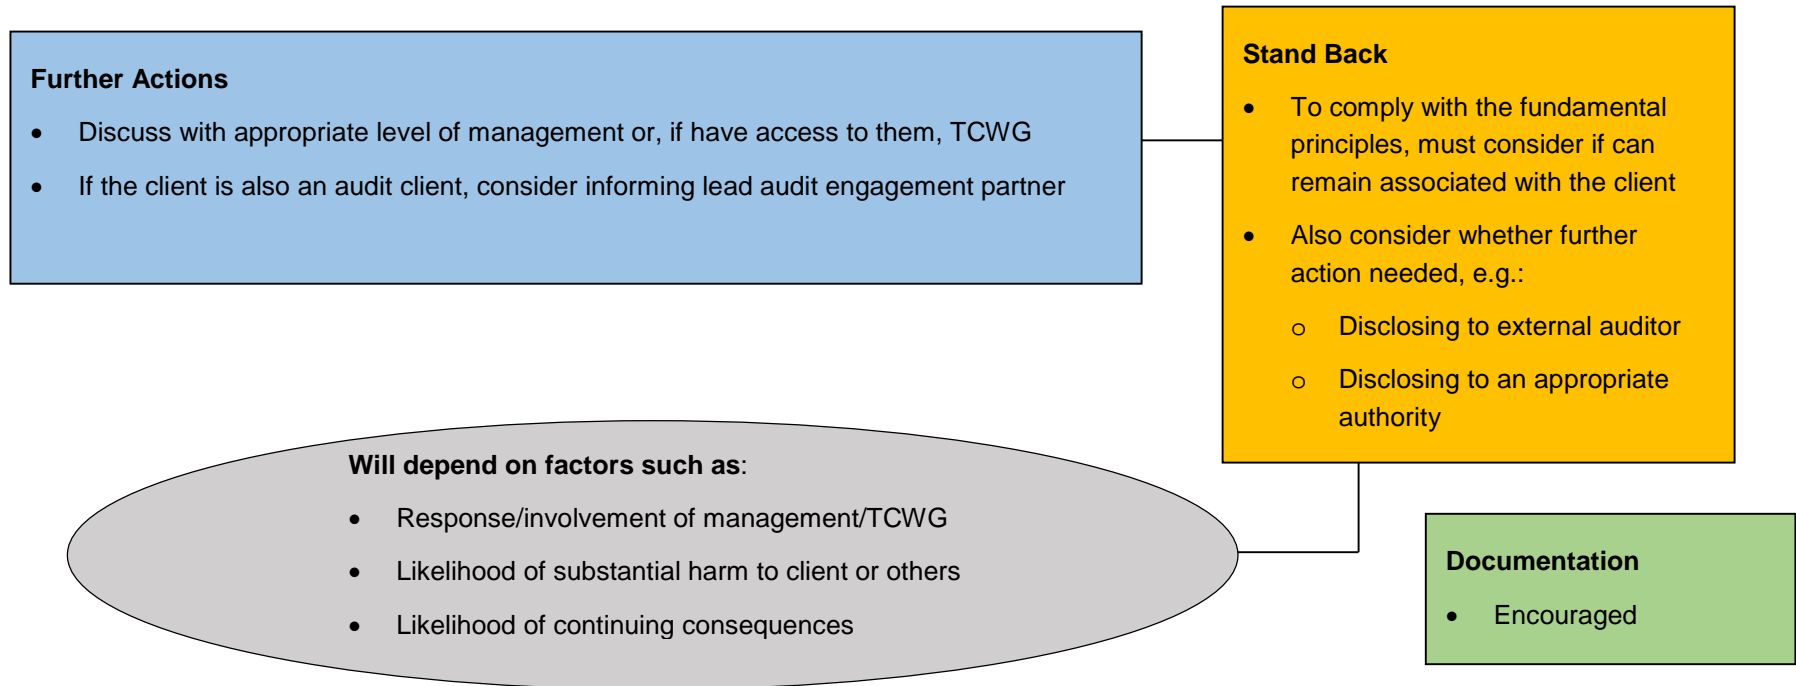 Further Actions
• Discuss with appropriate level of management or, if have access to them, TCWG
• If the client is also an audit client, consider informing lead audit engagement partner
Stand Back
• To comply with the fundamental
principles, must consider if can
remain associated with the client
• Also consider whether further
action needed, e.g.:
o Disclosing to external auditor
o Disclosing to an appropriate
authority
Will depend on factors such as:
• Response/involvement of management/TCWG
• Likelihood of substantial harm to client or others
• Likelihood of continuing consequences
Documentation
• Encouraged